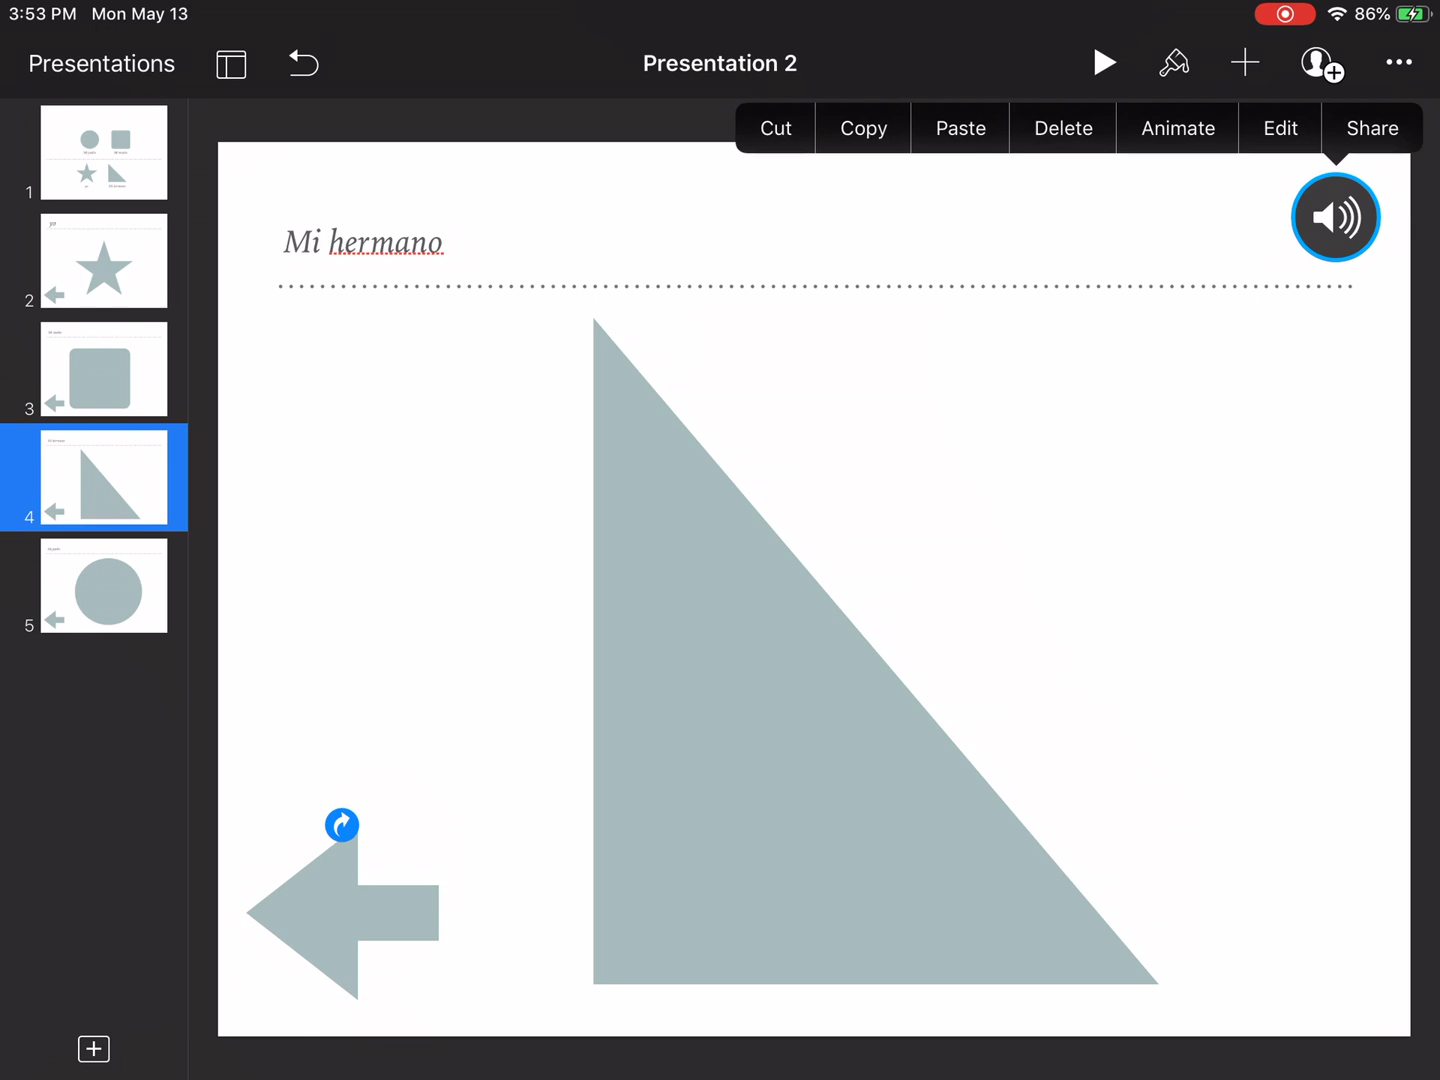 3:53 PM Mon May 13
86%
Presentations
Presentation 2
Cut Copy Paste Delete Animate Edit Share
Mi hermano
1
2
yo
3
4
5